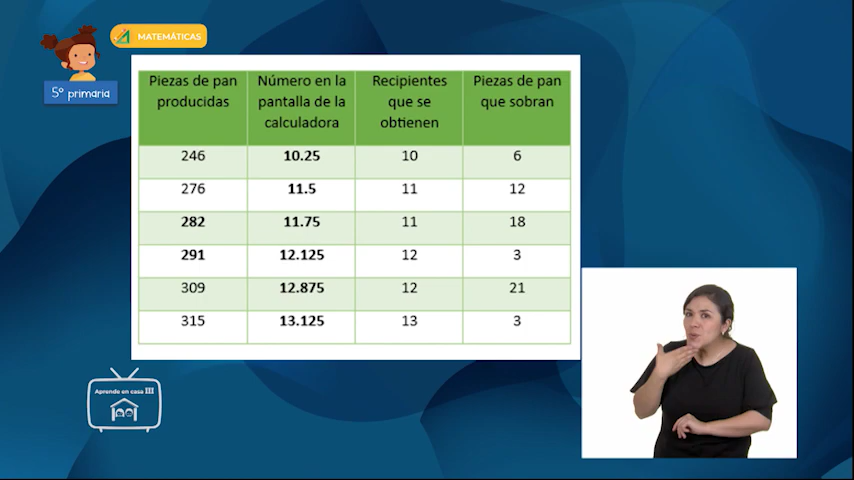 MATEMÁTICAS
5° primaria
Piezas de pan producidas Número en la pantalla de la calculadora Recipientes que se obtienen Piezas de pan que sobran
246 10.25 10 6
276 11.5 11 12
282 11.75 11 18
291 12.125 12 3
309 12.875 12 21
315 13.125 13 3
Aprende en casa III